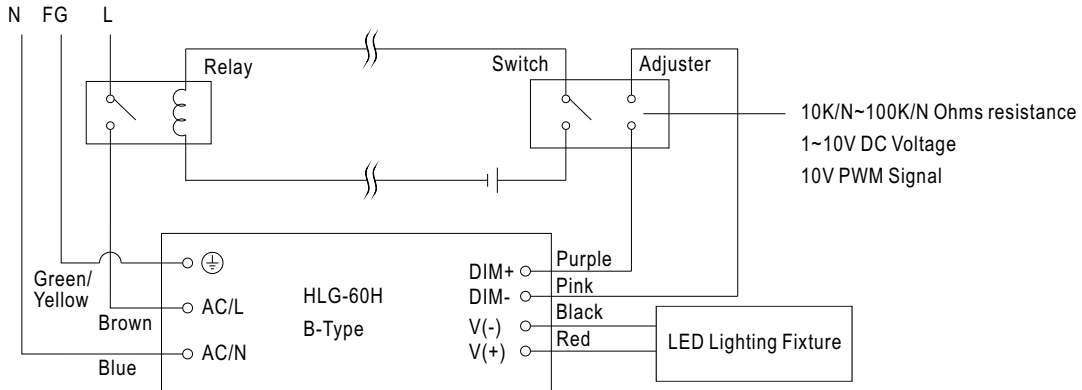 N FG L
Relay
Switch
Adjuster
10K/N~100K/N Ohms resistance
1~10V DC Voltage
10V PWM Signal
Green/
Yellow
Brown
Blue
AC/L
AC/N
HLG-60H
B-Type
DIM+
DIM-
V(-)
V(+)
Purple
Pink
Black
Red
LED Lighting Fixture